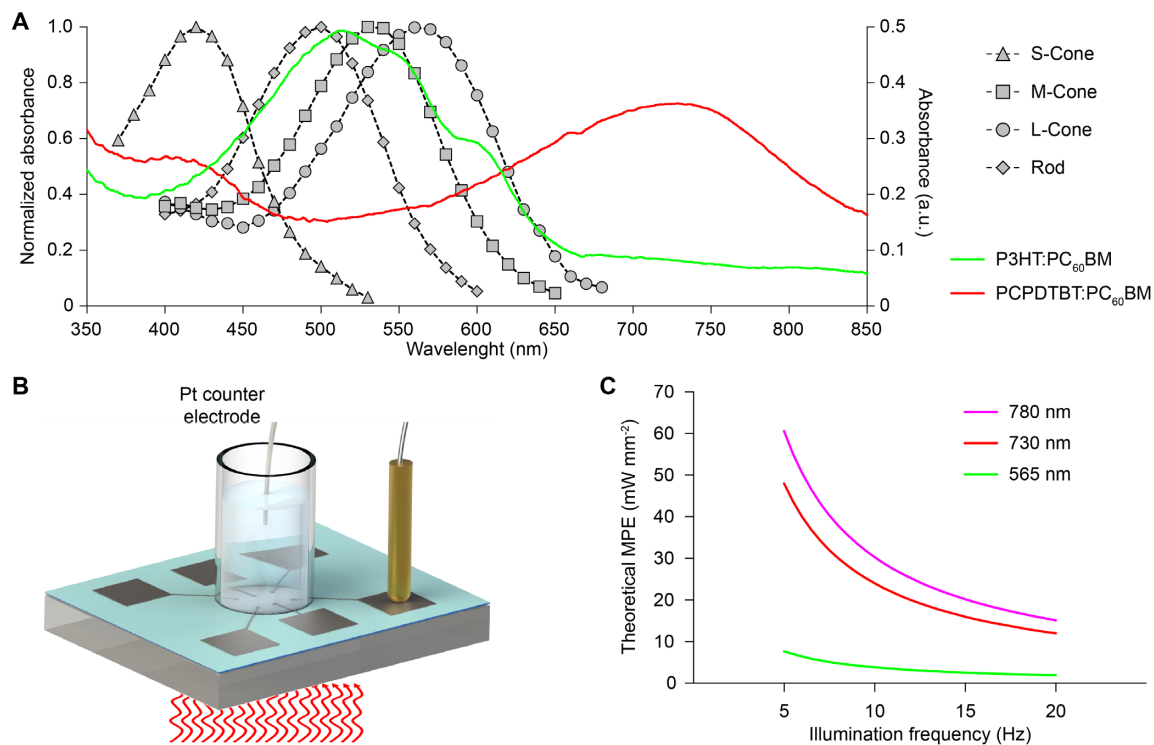 A
Normalized absorbance
1.0
0.8
0.6
0.4
0.2
0
350
400
450
500
550
600
650
700
750
800
850
Wavelenght (nm)
0.5
0.4
0.3
0.2
0.1
0
Absorbance (a.u.)
S-Cone
M-Cone
L-Cone
Rod
P3HT:PC60BM
PCPDTBT:PC60BM
B
Pt counter
electrode
C
Theoretical MPE (mW mm-2)
70
60
50
40
30
20
10
0
780 nm
730 nm
565 nm
5
10
15
20
Illumination frequency (Hz)